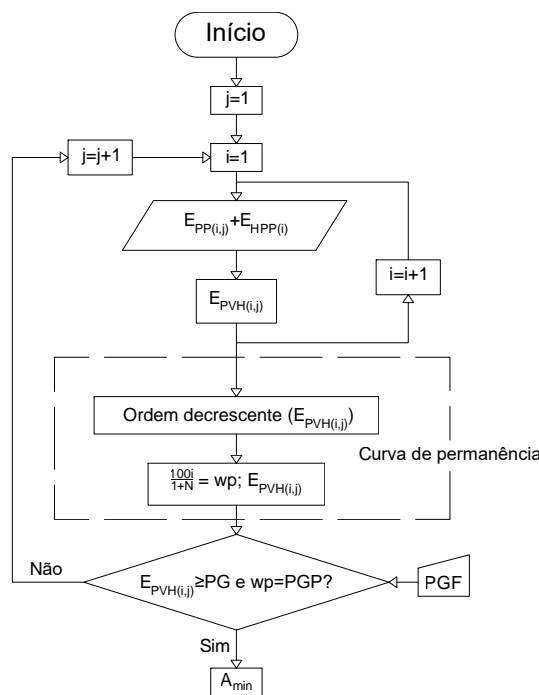 Início
j=1
j=j+1
i=1
E_PP(i,j)+E_HPP(i)
i=i+1
E_PVH(i,j)
Ordem decrescente (E_PVH(i,j))
Curva de permanência
100i/1+N = wp; E_PVH(i,j)
Não
E_PVH(i,j)≥PG e wp=PGP?
PGF
Sim
A_min